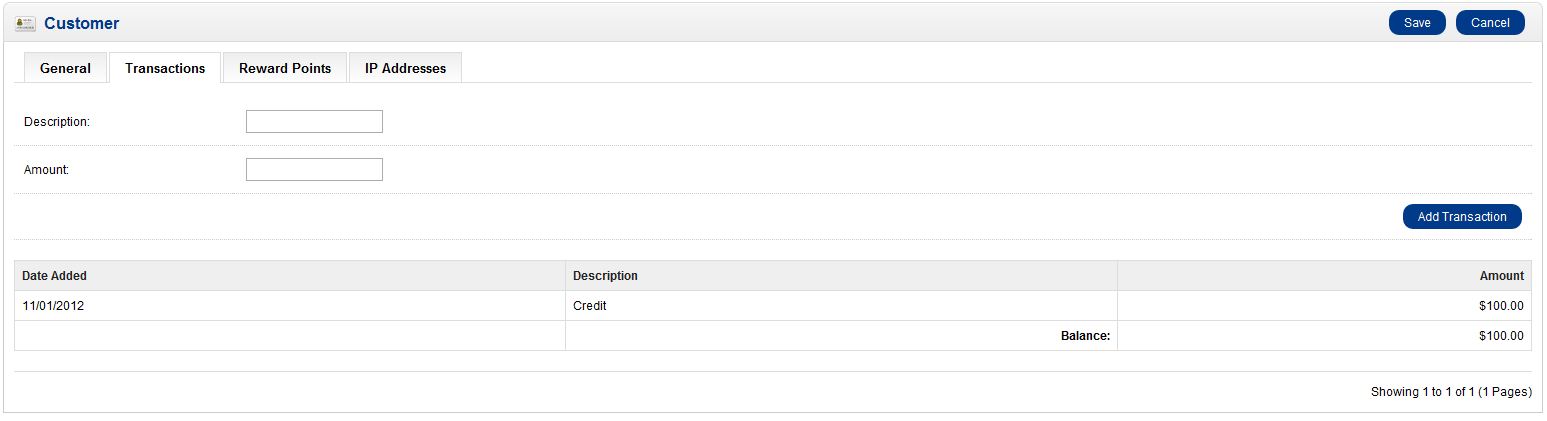 Customer
Save Cancel
General Transactions Reward Points IP Addresses
Description:
Amount:
Add Transaction
Date Added Description Amount
11/01/2012 Credit $100.00
Balance: $100.00
Showing 1 to 1 of 1 (1 Pages)